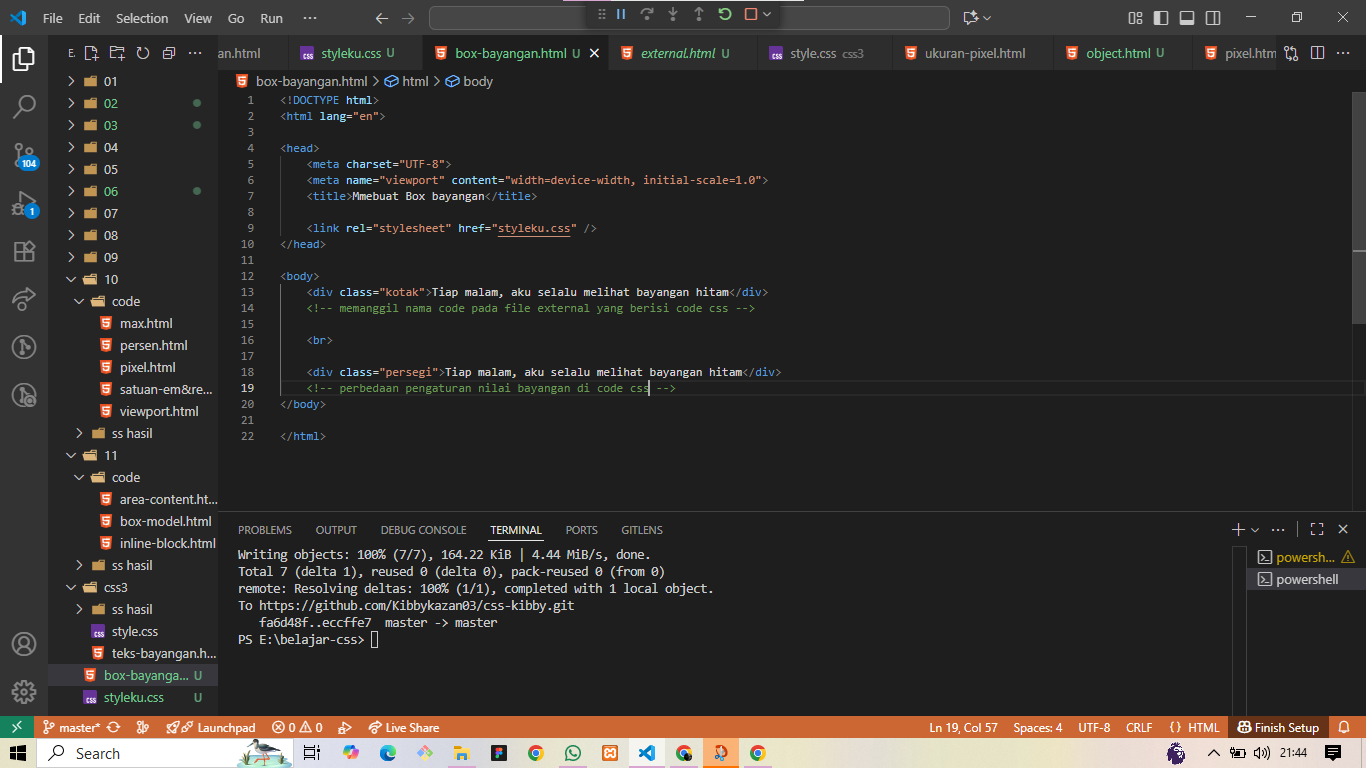 File Edit Selection View Go Run ···
E. ···
an.html styleku.css U box-bayangan.html U external.html U style.css css3 ukuran-pixel.html object.html U pixel.htm ···
box-bayangan.html > html > body
01
02
03
04
05
06
07
08
09
10
code
max.html
persen.html
pixel.html
satuan-em&re...
viewport.html
ss hasil
11
code
area-content.ht...
box-model.html
inline-block.html
ss hasil
css3
ss hasil
style.css
teks-bayangan.h...
box-bayanga... U
styleku.css U
104
1
1 <!DOCTYPE html>
2 <html lang="en">
3
4 <head>
5 <meta charset="UTF-8">
6 <meta name="viewport" content="width=device-width, initial-scale=1.0">
7 <title>Mmebuat Box bayangan</title>
8
9 <link rel="stylesheet" href="styleku.css" />
10 </head>
11
12 <body>
13 <div class="kotak">Tiap malam, aku selalu melihat bayangan hitam</div>
14 <!-- memanggil nama code pada file external yang berisi code css -->
15
16 <br>
17
18 <div class="persegi">Tiap malam, aku selalu melihat bayangan hitam</div>
19 <!-- perbedaan pengaturan nilai bayangan di code css -->
20 </body>
21
22 </html>
PROBLEMS OUTPUT DEBUG CONSOLE TERMINAL PORTS GITLENS
Writing objects: 100% (7/7), 164.22 KiB | 4.44 MiB/s, done.
Total 7 (delta 1), reused 0 (delta 0), pack-reused 0 (from 0)
remote: Resolving deltas: 100% (1/1), completed with 1 local object.
To https://github.com/Kibbykazan03/css-kibby.git
fa6d48f..eccffe7 master -> master
PS E:\belajar-css>
powersh...
powershell
master* Launchpad 0 0 Live Share Ln 19, Col 57 Spaces: 4 UTF-8 CRLF {} HTML Finish Setup
Search 21:44